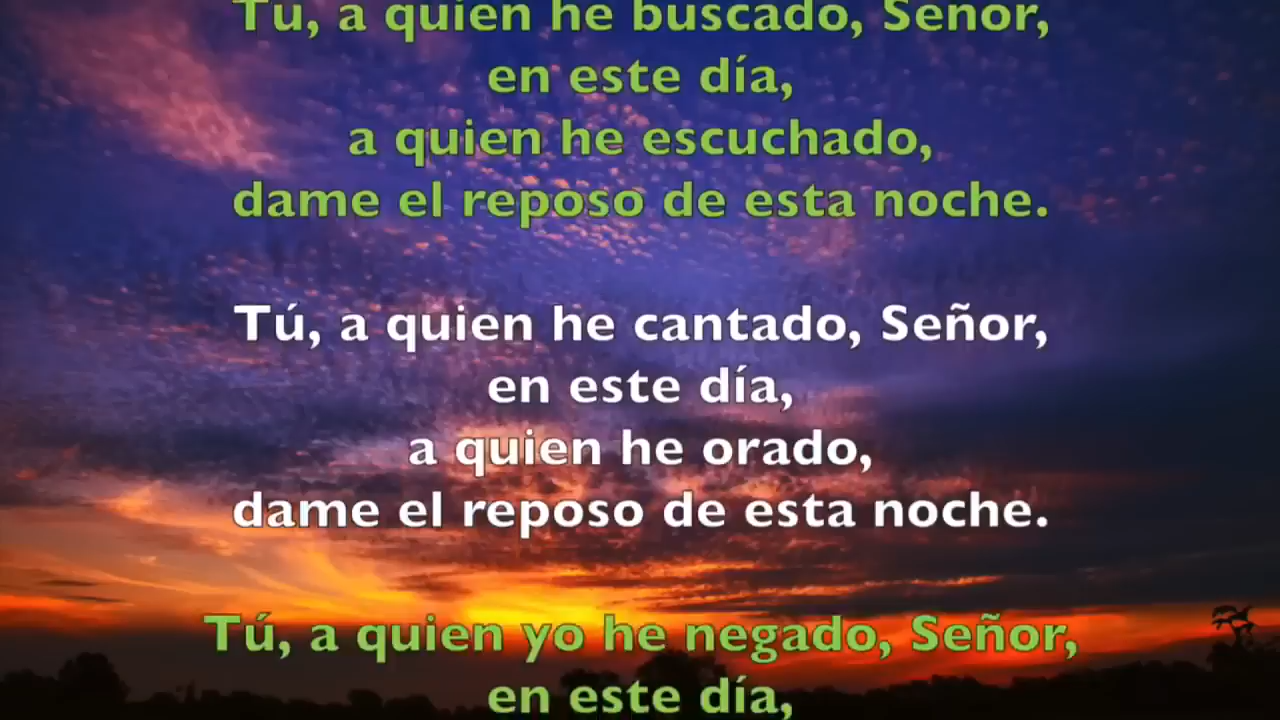 Tú, a quien he buscado, Señor,
en este día,
a quien he escuchado,
dame el reposo de esta noche.
Tú, a quien he cantado, Señor,
en este día,
a quien he orado,
dame el reposo de esta noche.
Tú, a quien yo he negado, Señor,
en este día,